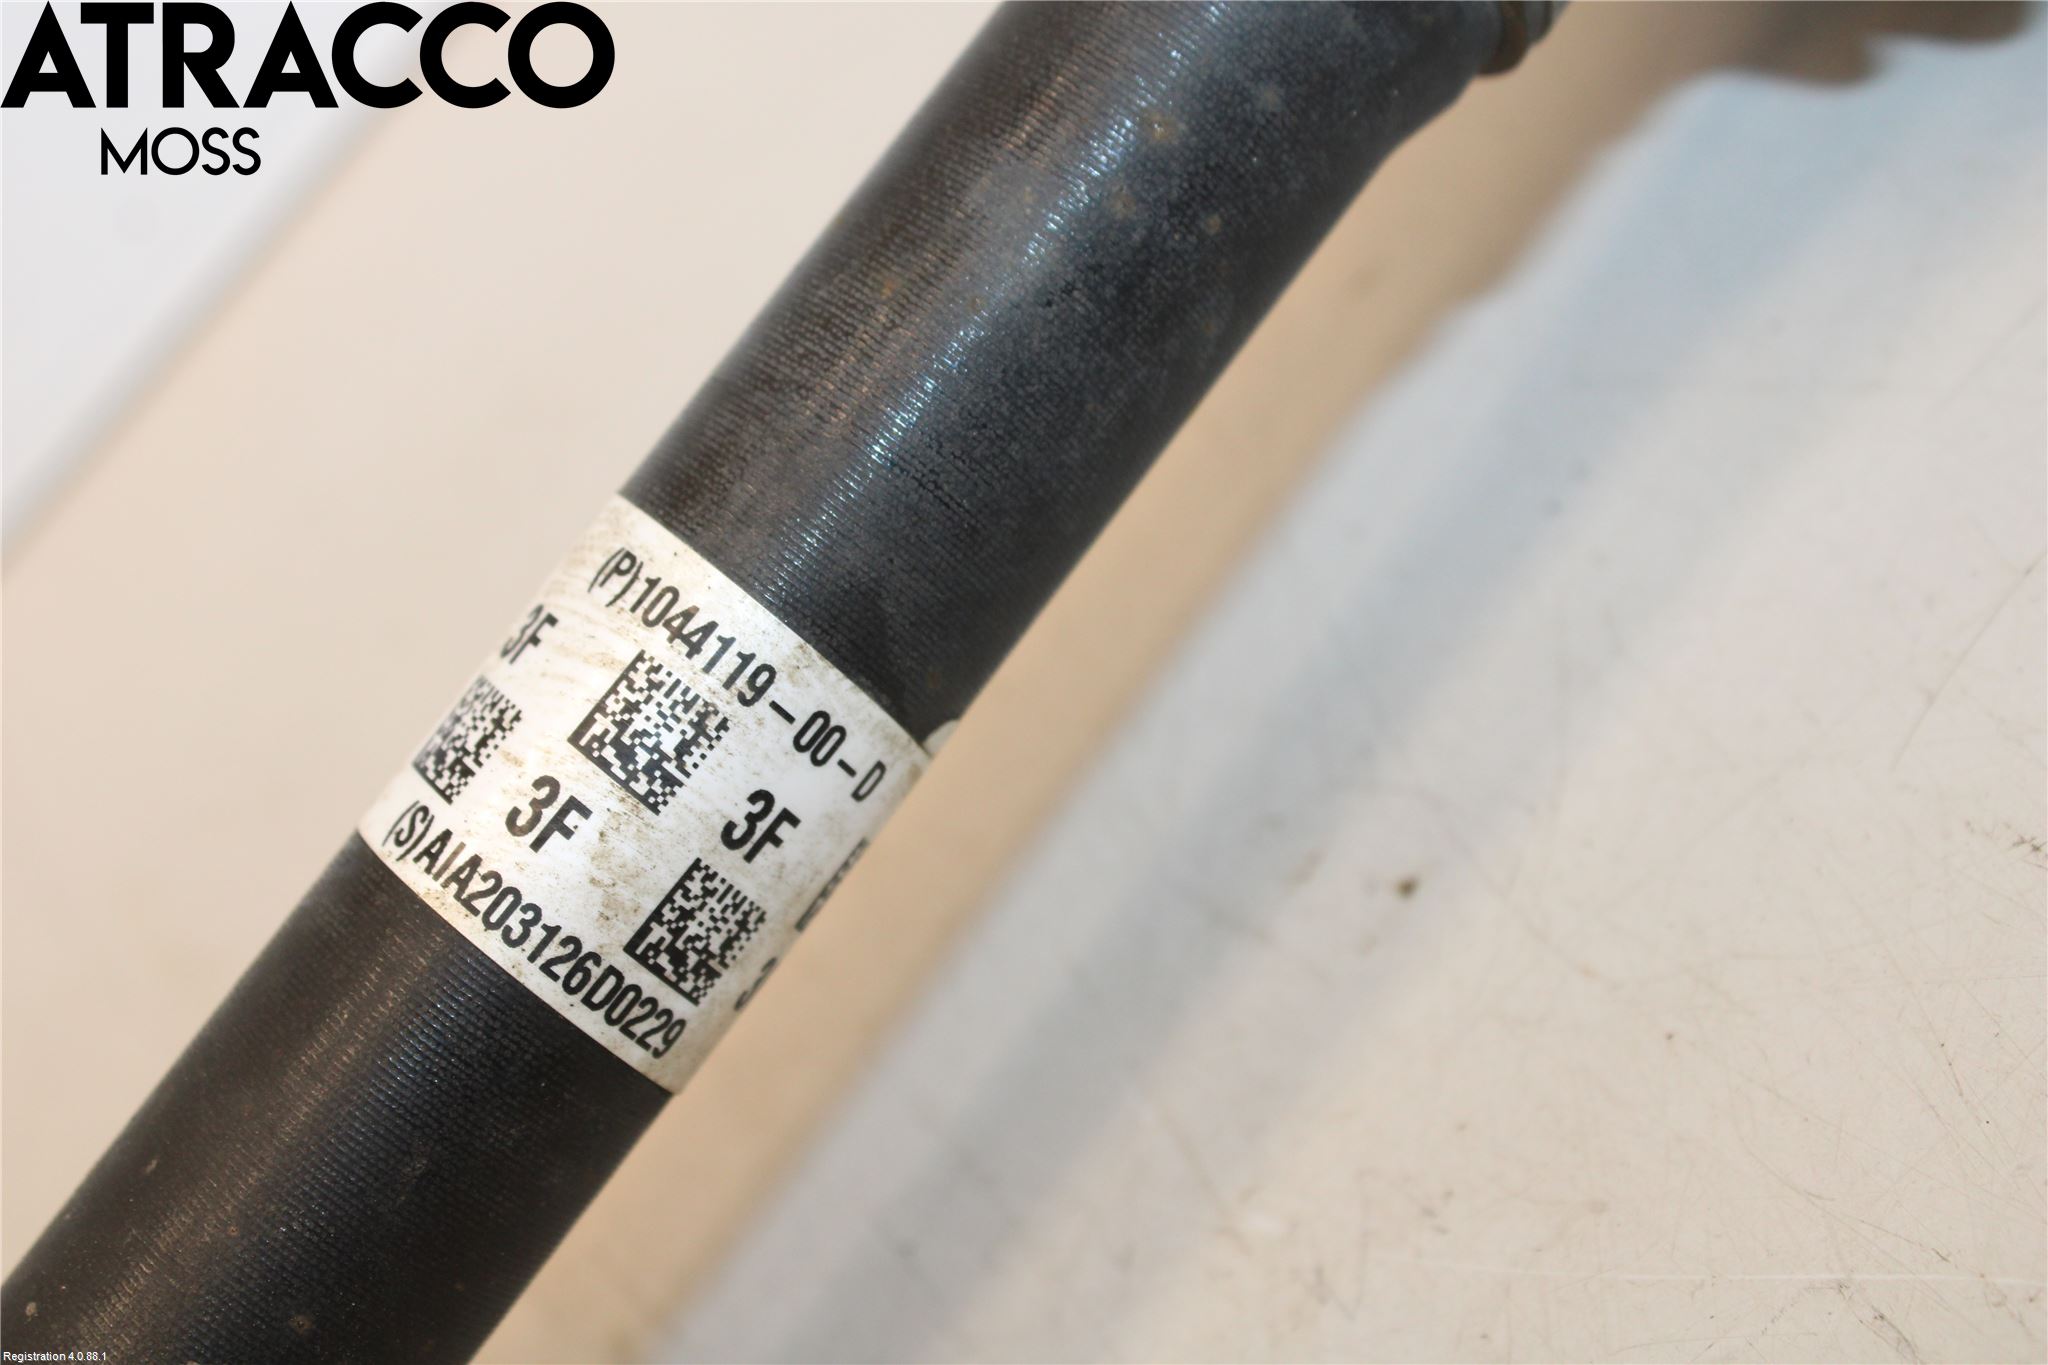 ATRACCO
MOSS
(P)1044119-00-D
3F
3F
3F
(S)AIA203126D0229
Registration 4.0.88.1